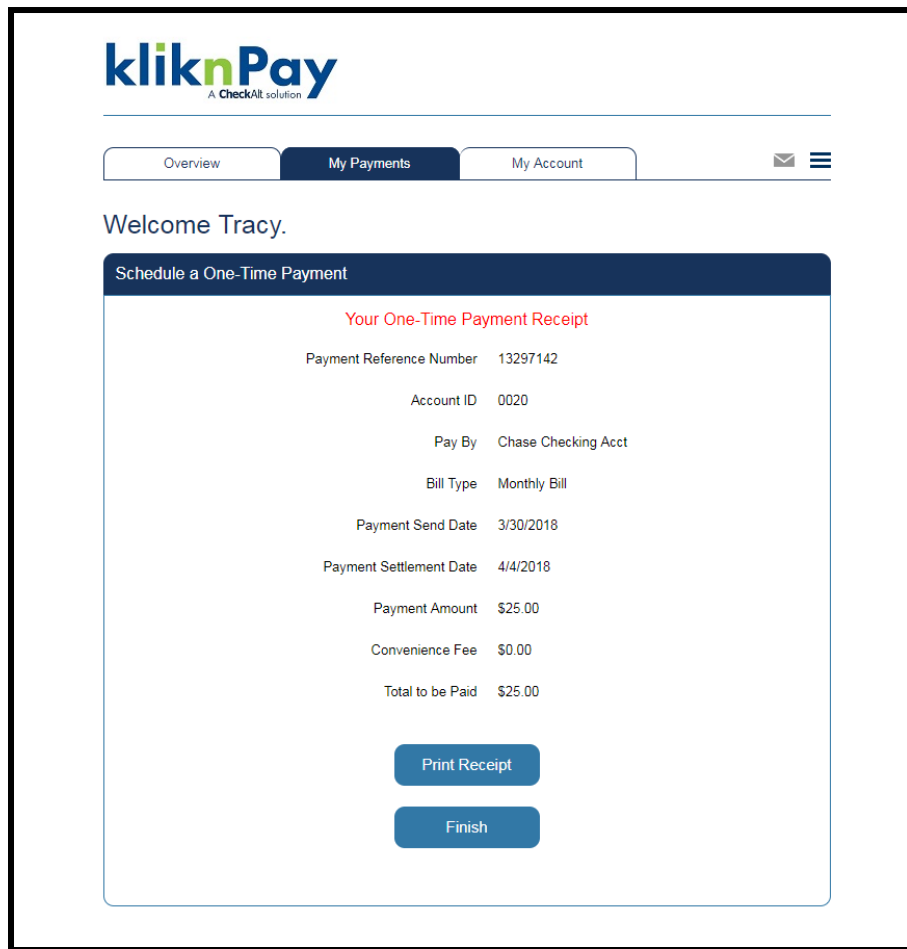 kliknPay
A CheckAlt solution
Overview My Payments My Account
Welcome Tracy.
Schedule a One-Time Payment
Your One-Time Payment Receipt
Payment Reference Number 13297142
Account ID 0020
Pay By Chase Checking Acct
Bill Type Monthly Bill
Payment Send Date 3/30/2018
Payment Settlement Date 4/4/2018
Payment Amount $25.00
Convenience Fee $0.00
Total to be Paid $25.00
Print Receipt
Finish